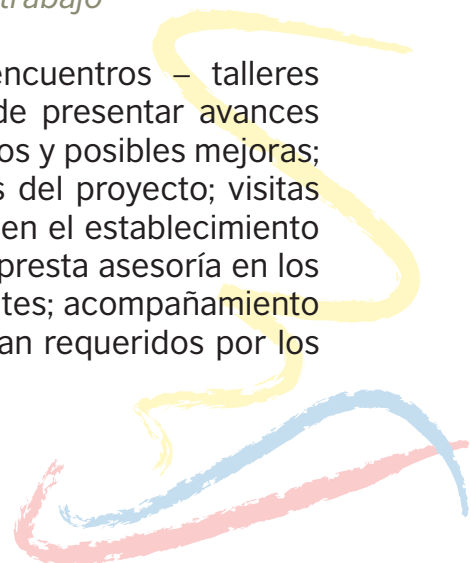 trabajo
encuentros – talleres
de presentar avances
os y posibles mejoras;
s del proyecto; visitas
en el establecimiento
presta asesoría en los
tes; acompañamiento
an requeridos por los